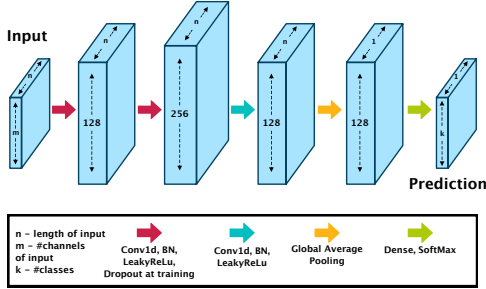 Input
n
m
n
128
n
256
n
128
1
128
1
k
Prediction
n - length of input
m - #channels
of input
k - #classes
Conv1d, BN,
LeakyReLu,
Dropout at training
Conv1d, BN,
LeakyReLu
Global Average
Pooling
Dense, SoftMax